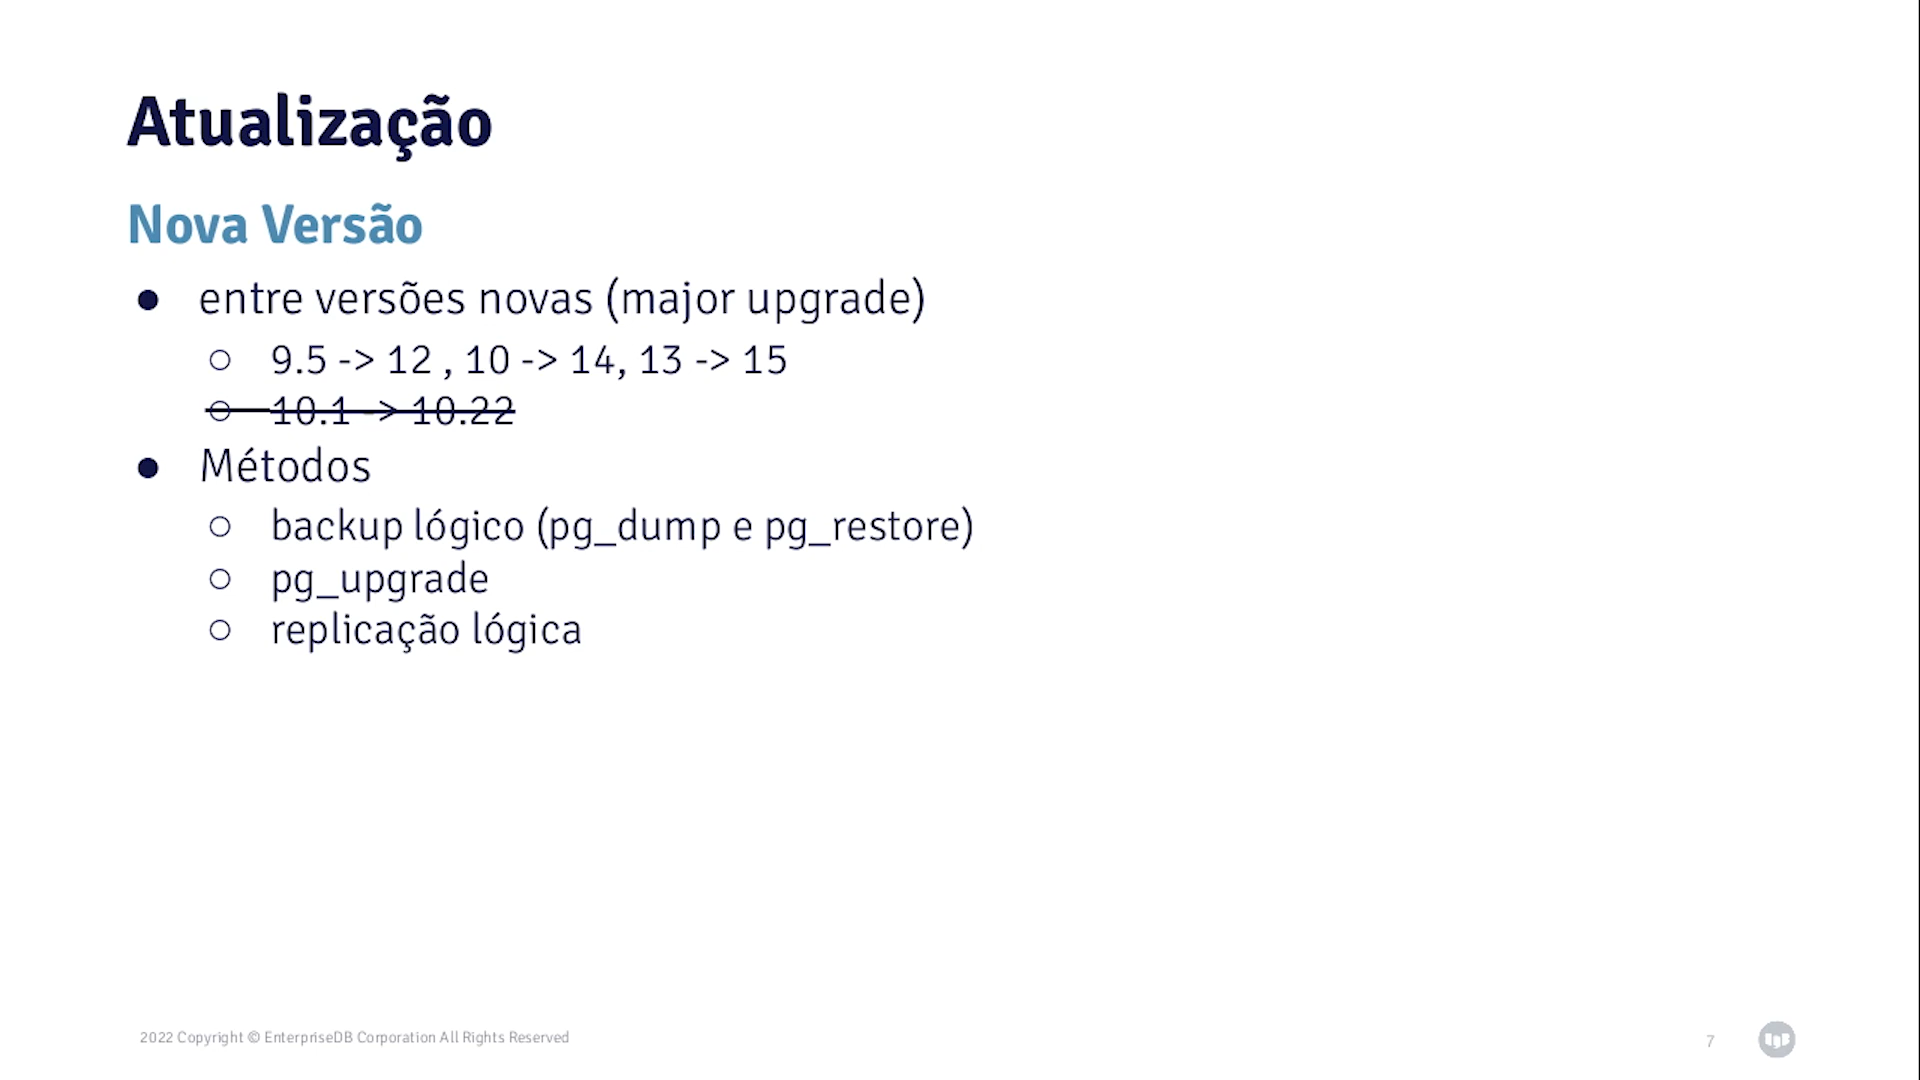 Atualização
Nova Versão
● entre versões novas (major upgrade)
○ 9.5 -> 12 , 10 -> 14, 13 -> 15
○ 10.1 -> 10.22
● Métodos
○ backup lógico (pg_dump e pg_restore)
○ pg_upgrade
○ replicação lógica
2022 Copyright © EnterpriseDB Corporation All Rights Reserved
7